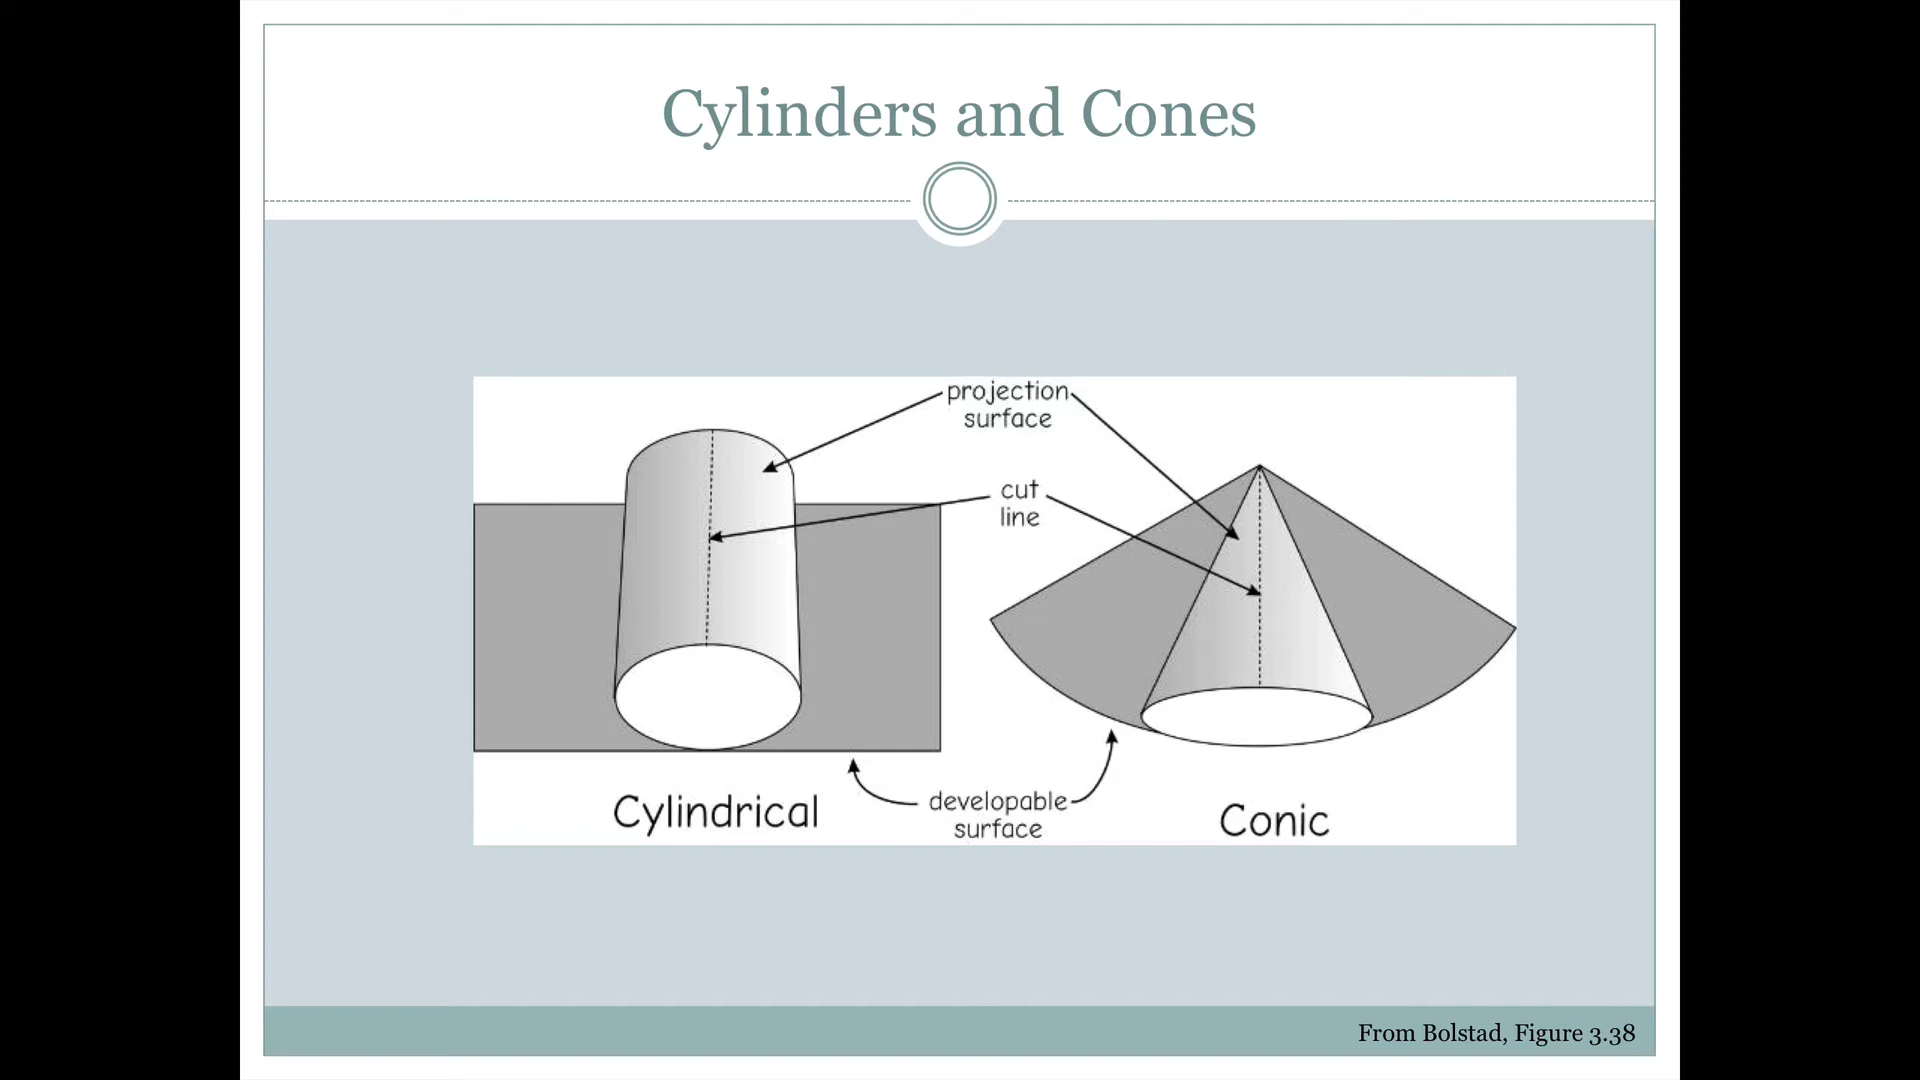 Cylinders and Cones
projection
surface
cut
line
developable
surface
Cylindrical
Conic
From Bolstad, Figure 3.38